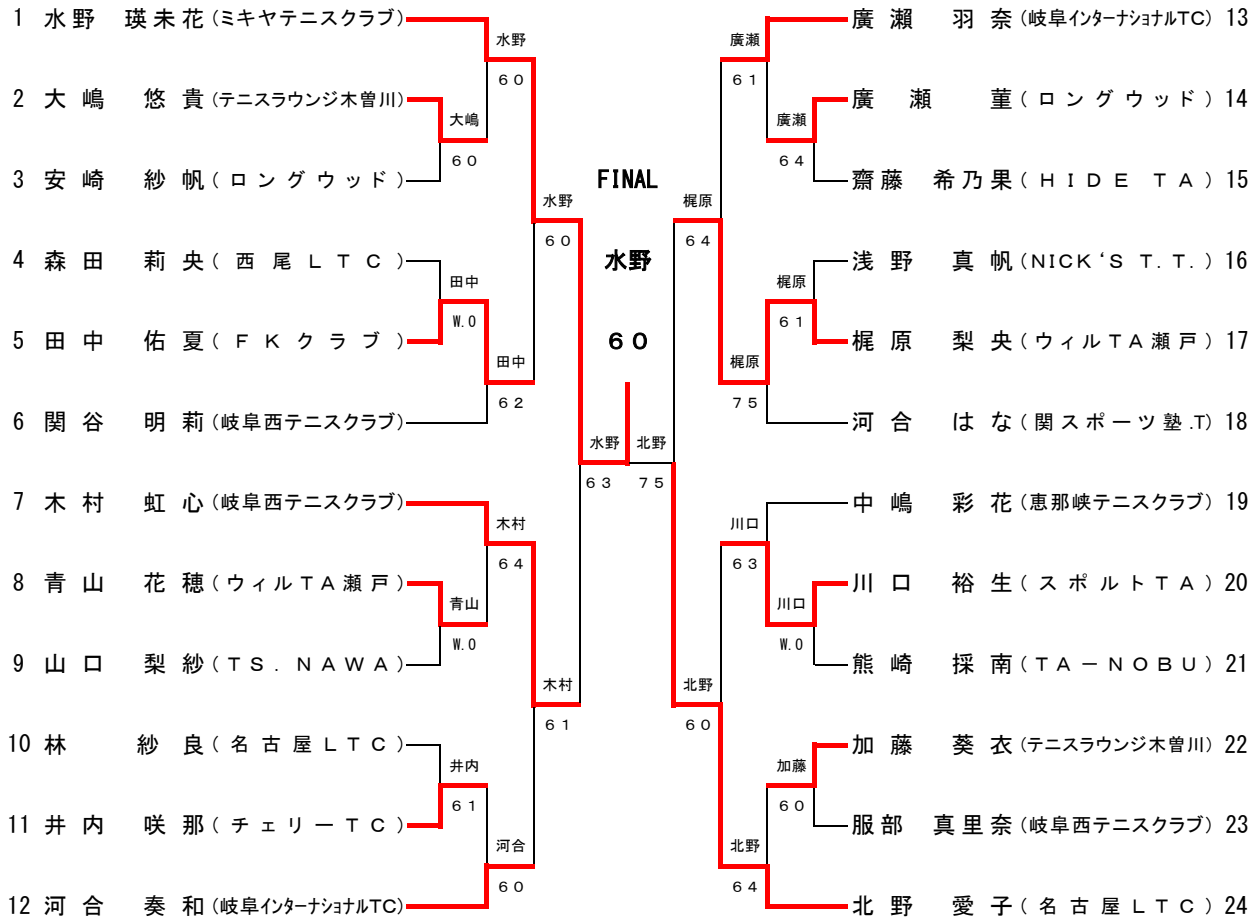 1 水野 瑛未花 (ミキヤテニスクラブ)
2 大嶋 悠貴 (テニスラウンジ木曽川)
3 安崎 紗帆 (ロングウッド)
4 森田 莉央 (西尾LTC)
5 田中 佑夏 (FKクラブ)
6 関谷 明莉 (岐阜西テニスクラブ)
7 木村 虹心 (岐阜西テニスクラブ)
8 青山 花穂 (ウィルTA瀬戸)
9 山口 梨紗 (TS.NAWA)
10 林 紗良 (名古屋LTC)
11 井内 咲那 (チェリーTC)
12 河合 奏和 (岐阜インターナショナルTC)
水野
60
大嶋
60
水野
60
田中
W.0
田中
62
木村
64
青山
W.0
木村
61
井内
61
河合
60
FINAL
水野
60
水野
63
北野
75
廣瀬
61
廣瀬
64
梶原
64
梶原
61
梶原
75
川口
63
川口
W.0
北野
60
加藤
60
北野
64
廣瀬 羽奈 (岐阜インターナショナルTC) 13
廣瀬 菫 (ロングウッド) 14
齋藤 希乃果 (HIDE TA) 15
浅野 真帆 (NICK‘S T.T.) 16
梶原 梨央 (ウィルTA瀬戸) 17
河合 はな (関スポーツ塾.T) 18
中嶋 彩花 (恵那峡テニスクラブ) 19
川口 裕生 (スポルトTA) 20
熊崎 採南 (TA－NOBU) 21
加藤 葵衣 (テニスラウンジ木曽川) 22
服部 真里奈 (岐阜西テニスクラブ) 23
北野 愛子 (名古屋LTC) 24